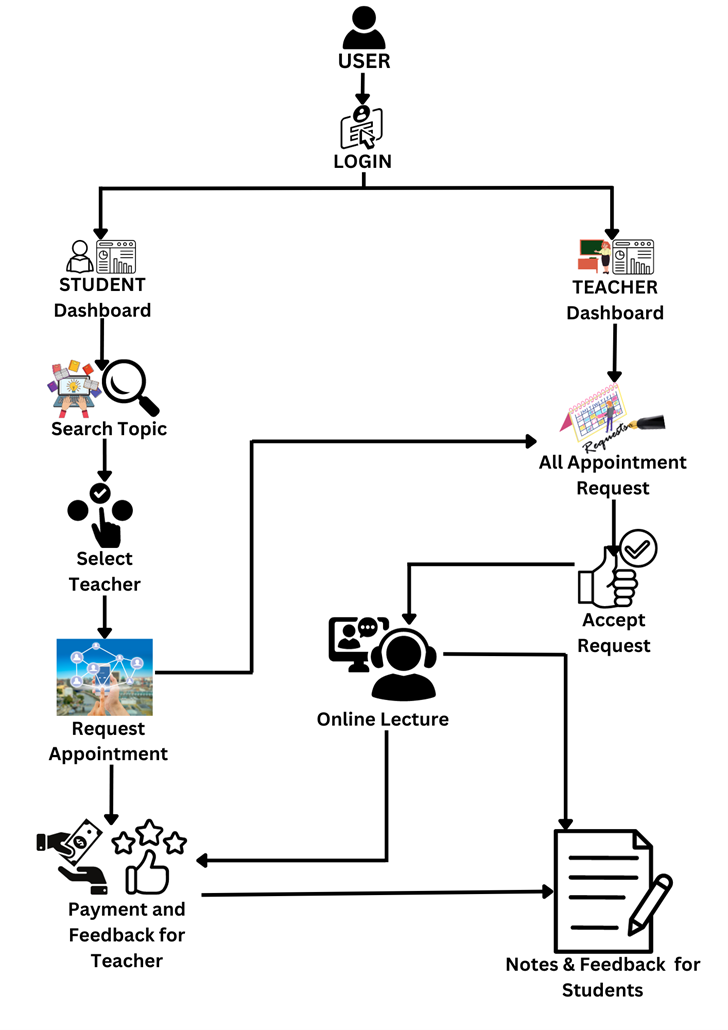 USER
LOGIN
STUDENT
Dashboard
TEACHER
Dashboard
Search Topic
Requests
All Appointment
Request
Select
Teacher
Accept
Request
Online Lecture
Request
Appointment
Payment and
Feedback for
Teacher
Notes & Feedback for
Students